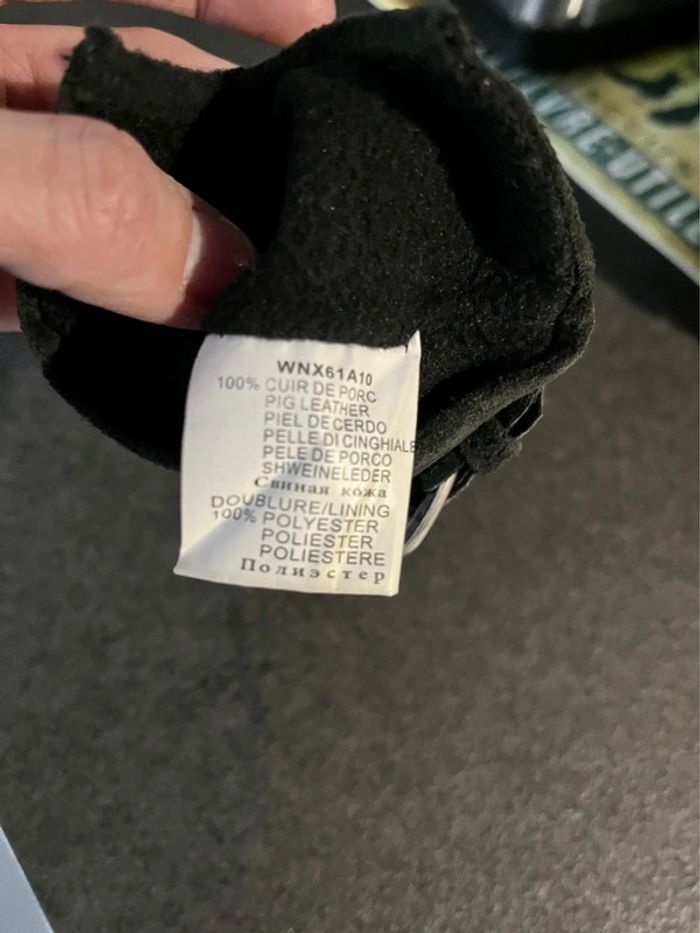 WNX61A10
100% CUIR DE PORC
PIG LEATHER
PIEL DE CERDO
PELLE DI CINGHIALE
PELE DE PORCO
SHWEINELEDER
Свиная кожа
DOUBLURE/LINING
100% POLYESTER
POLIESTER
POLIESTERE
Полиэстер